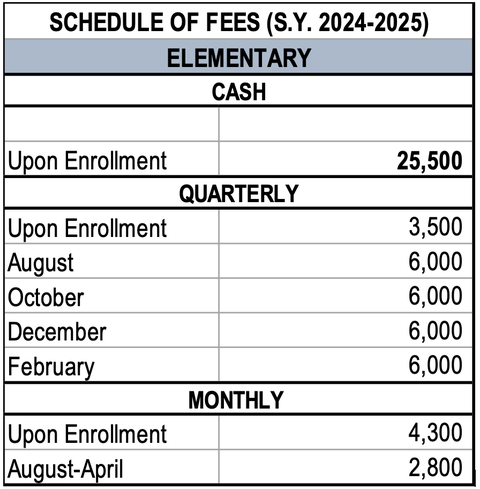 SCHEDULE OF FEES (S.Y. 2024-2025)
ELEMENTARY
CASH
Upon Enrollment 25,500
QUARTERLY
Upon Enrollment 3,500
August 6,000
October 6,000
December 6,000
February 6,000
MONTHLY
Upon Enrollment 4,300
August-April 2,800